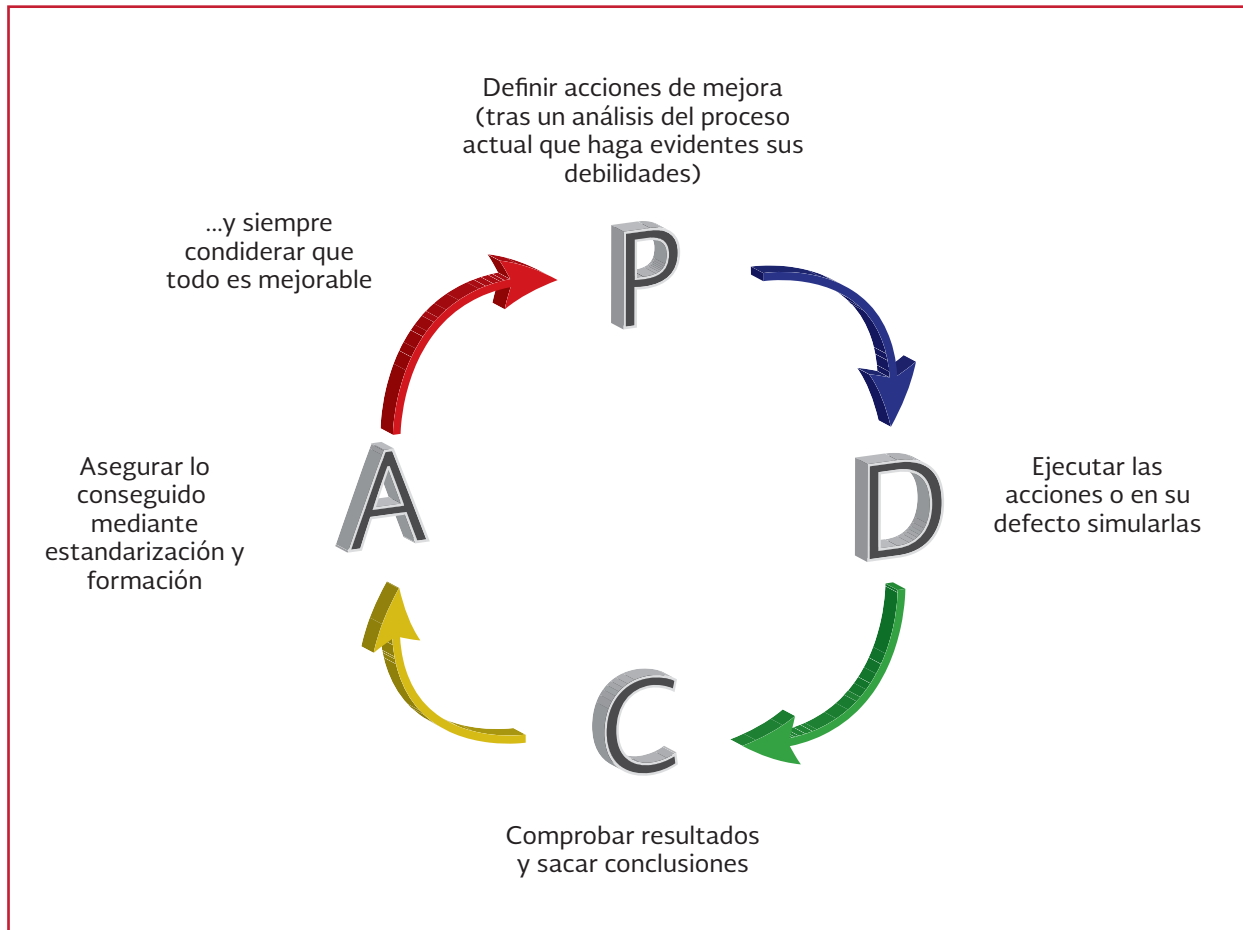 Definir acciones de mejora
(tras un análisis del proceso
actual que haga evidentes sus
debilidades)
P
...y siempre
condiderar que
todo es mejorable
D
Ejecutar las
acciones o en su
defecto simularlas
C
Comprobar resultados
y sacar conclusiones
A
Asegurar lo
conseguido
mediante
estandarización y
formación